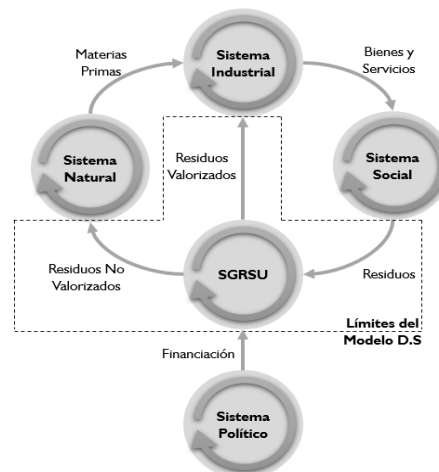 Materias
Primas
Sistema
Industrial
Bienes y
Servicios
Sistema
Natural
Residuos
Valorizados
Sistema
Social
Residuos No
Valorizados
SGRSU
Residuos
Límites del
Modelo D.S
Financiación
Sistema
Político